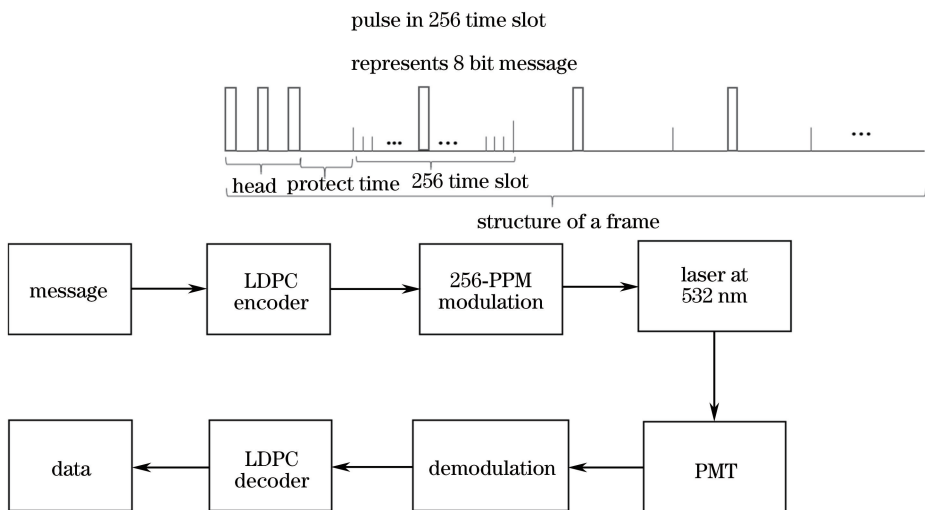 pulse in 256 time slot
represents 8 bit message
...
...
...
head
protect time
256 time slot
structure of a frame
message
LDPC
encoder
256-PPM
modulation
laser at
532 nm
data
LDPC
decoder
demodulation
PMT